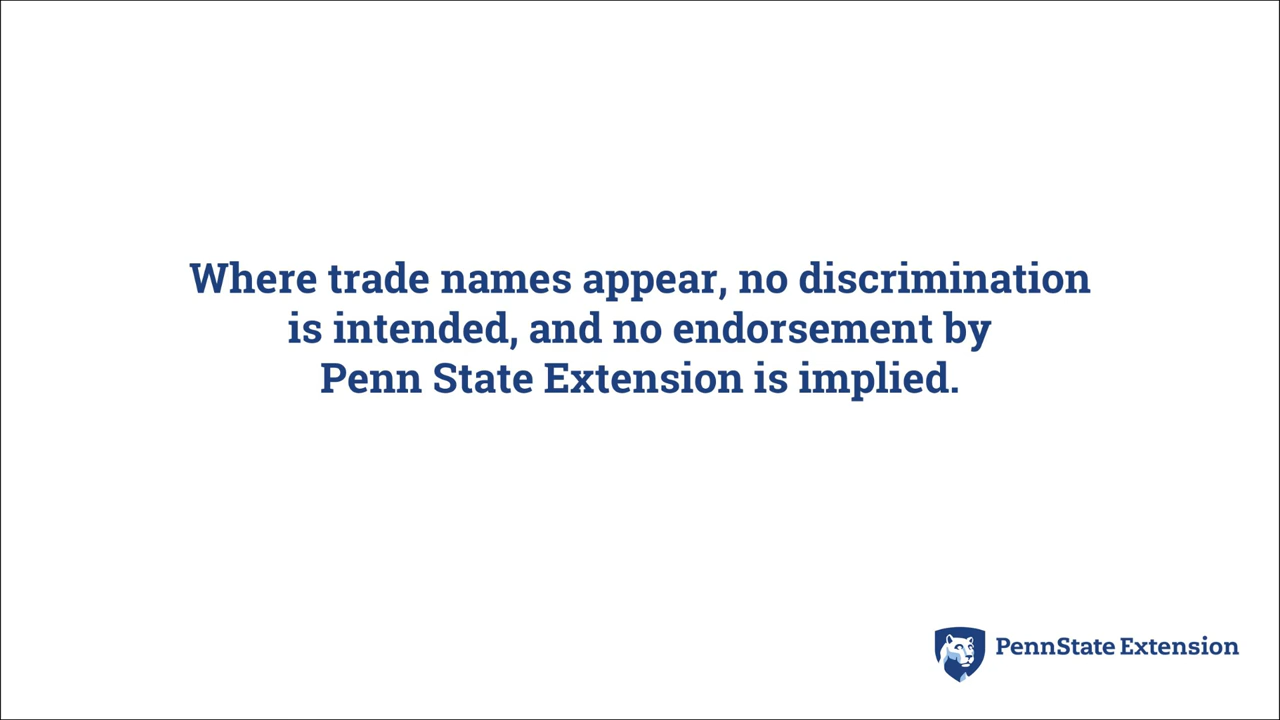 Where trade names appear, no discrimination
is intended, and no endorsement by
Penn State Extension is implied.
PennState Extension